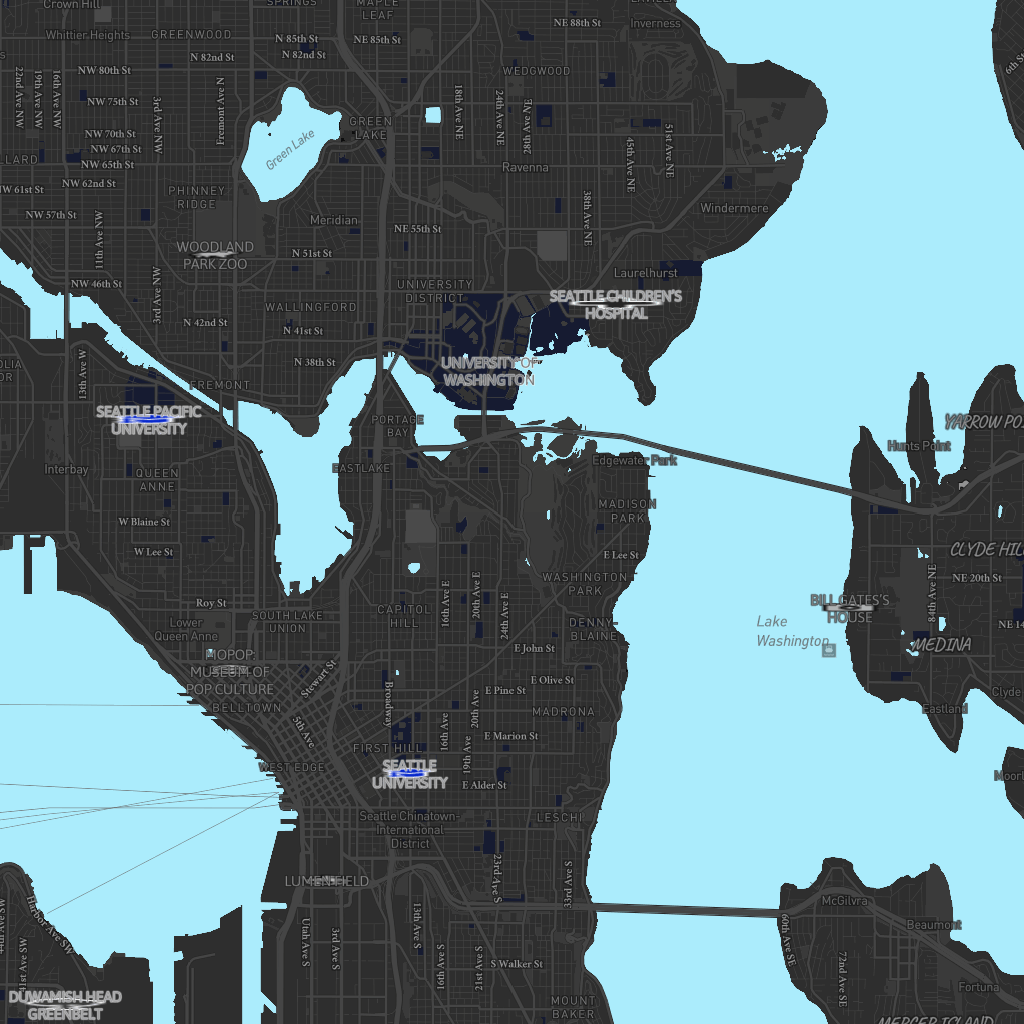 SPRINGS
MAPLE
LEAF
Crown Hill
Whittier Heights
GREENWOOD
N 85th St
NE 85th St
NE 88th St
Inverness
N 82nd St
N 82nd St
NW 80th St
WEDGWOOD
6th St
22nd Ave NW
19th Ave NW
16th Ave NW
NW 75th St
3rd Ave NW
Fremont Ave N
18th Ave NE
24th Ave NE
28th Ave NE
GREEN
LAKE
Green Lake
45th Ave NE
51st Ave NE
NW 70th St
NW 67th St
NW 65th St
Ravenna
NW 62nd St
NW 61st St
PHINNEY
RIDGE
38th Ave NE
Windermere
NW 57th St
11th Ave NW
Meridian
NE 55th St
WOODLAND
PARK ZOO
N 51st St
Laurelhurst
3rd Ave NW
NW 46th St
UNIVERSITY
DISTRICT
SEATTLE CHILDREN'S
HOSPITAL
WALLINGFORD
N 42nd St
N 41st St
N 38th St
UNIVERSITY OF
WASHINGTON
13th Ave W
FREMONT
SEATTLE PACIFIC
UNIVERSITY
PORTAGE
BAY
YARROW PO
Hunts Point
EASTLAKE
Edgewater Park
Interbay
QUEEN
ANNE
MADISON
PARK
W Blaine St
W Lee St
E Lee St
CLYDE HIL
NE 20th St
84th Ave NE
WASHINGTON
PARK
Roy St
16th Ave E
20th Ave E
24th Ave E
CAPITOL
HILL
SOUTH LAKE
UNION
BILL GATES'S
HOUSE
Lower
Queen Anne
DENNY-
BLAINE
NE 14
Lake
Washington
MEDINA
E John St
MOPOP
MUSEUM OF
POP CULTURE
Stewart St
E Olive St
E Pine St
Broadway
Clyde
Eastland
BELLTOWN
MADRONA
5th Ave
16th Ave
19th Ave
20th Ave
E Marion St
FIRST HILL
WEST EDGE
SEATTLE
UNIVERSITY
E Alder St
Seattle Chinatown-
International
District
LESCHI
23rd Ave S
33rd Ave S
LUMEN FIELD
McGilvra
Beaumont
Harbor Ave SW
44th Ave SW
41st Ave SW
Utah Ave S
3rd Ave S
13th Ave S
16th Ave S
21st Ave S
S Walker St
60th Ave SE
72nd Ave SE
Fortuna
DUWAMISH HEAD
GREENBELT
MOUNT
BAKER
MERCER ISLAND